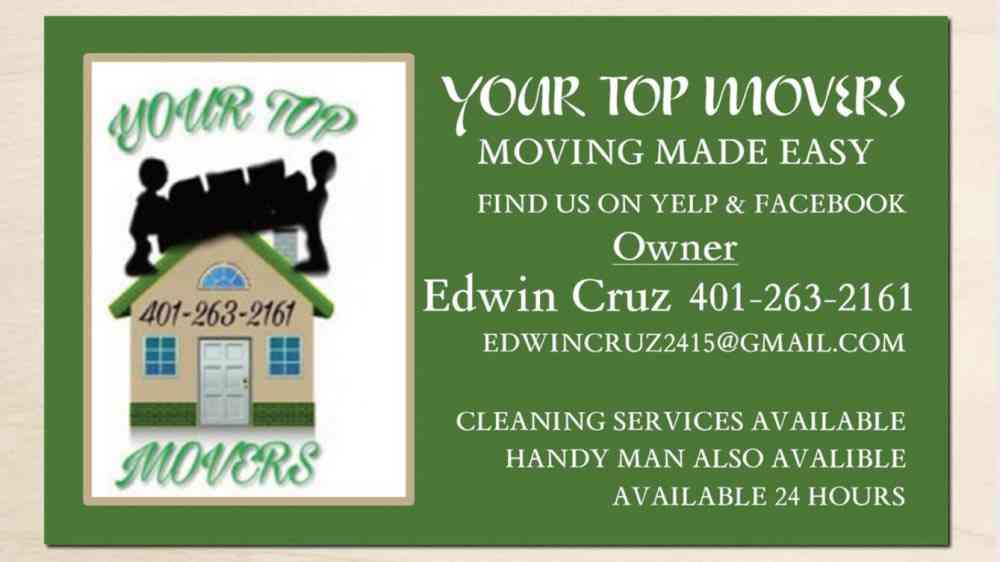 YOUR TOP
401-263-2161
MOVERS
YOUR TOP MOVERS
MOVING MADE EASY
FIND US ON YELP & FACEBOOK
Owner
Edwin Cruz 401-263-2161
EDWINCRUZ2415@GMAIL.COM
CLEANING SERVICES AVAILABLE
HANDY MAN ALSO AVALIBLE
AVAILABLE 24 HOURS